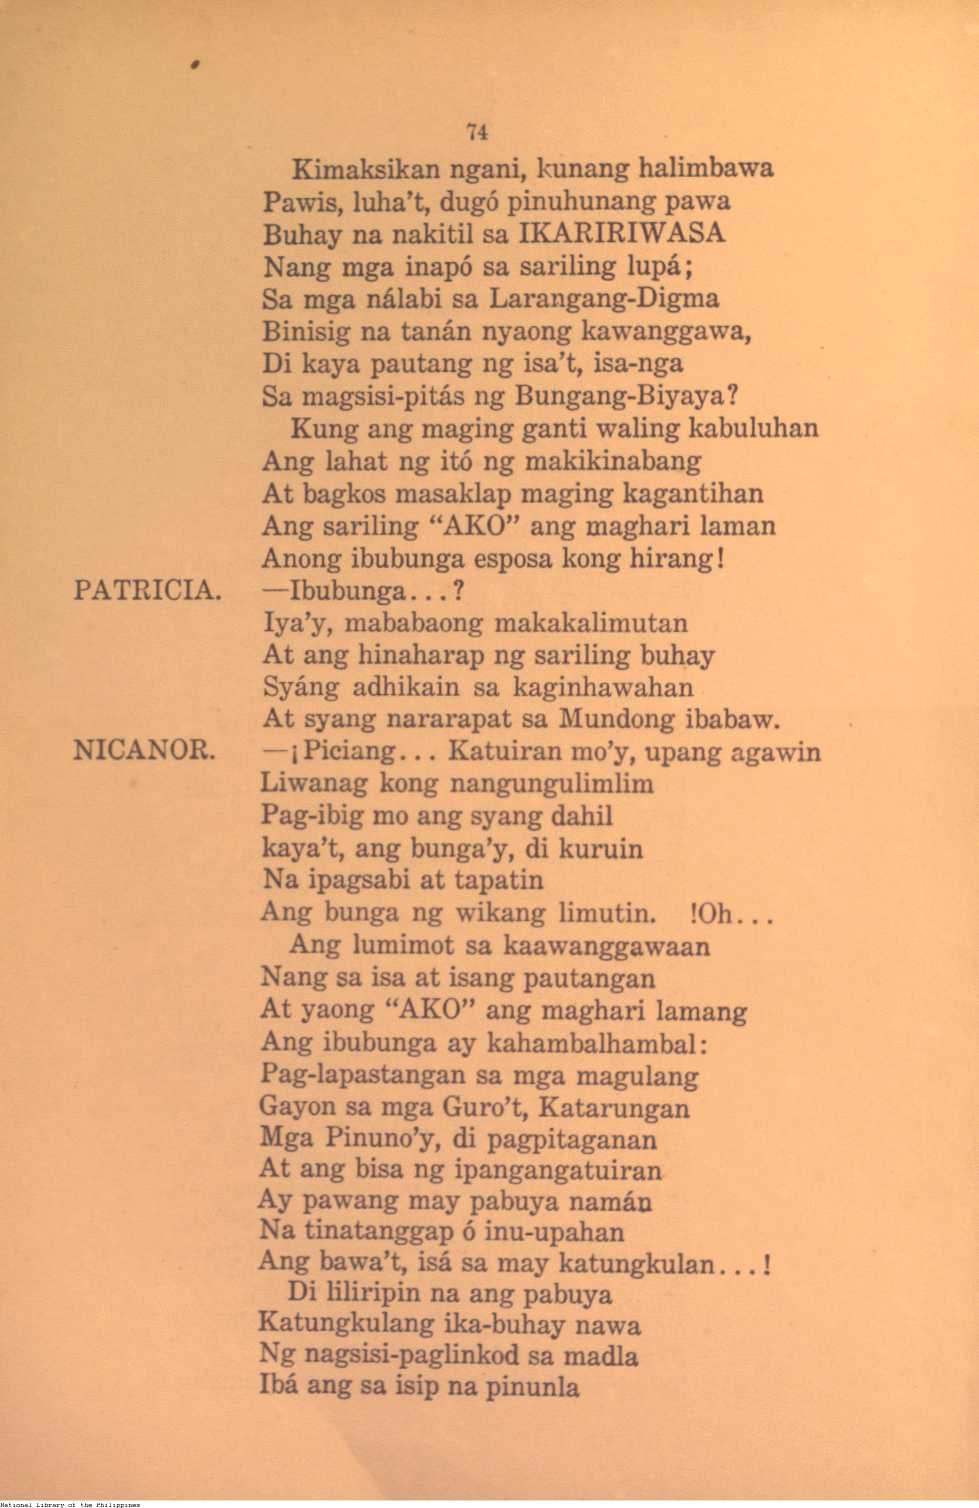 74
Kimaksikan ngani, kunang halimbawa
Pawis, luha't, dugó pinuhunang pawa
Buhay na nakitil sa IKARIRIWASA
Nang mga inapó sa sariling lupá;
Sa mga nálabi sa Larangang-Digma
Binisig na tanán nyaong kawanggawa,
Di kaya pautang ng isa't, isa-nga
Sa magsisi-pitás ng Bungang-Biyaya?
Kung ang maging ganti waling kabuluhan
Ang lahat ng itó ng makikinabang
At bagkos masaklap maging kagantihan
Ang sariling “AKO” ang maghari laman
Anong ibubunga esposa kong hirang!
PATRICIA. —Ibubunga...?
Iya'y, mababaong makakalimutan
At ang hinaharap ng sariling buhay
Syáng adhikain sa kaginhawahan
At syang nararapat sa Mundong ibabaw.
NICANOR. —¡Piciang... Katuiran mo'y, upang agawin
Liwanag kong nangungulimlim
Pag-ibig mo ang syang dahil
kaya't, ang bunga'y, di kuruin
Na ipagsabi at tapatin
Ang bunga ng wikang limutin. !Oh...
Ang lumimot sa kaawanggawaan
Nang sa isa at isang pautangan
At yaong “AKO” ang maghari lamang
Ang ibubunga ay kahambalhambal:
Pag-lapastangan sa mga magulang
Gayon sa mga Guro't, Katarungan
Mga Pinuno'y, di pagpitaganan
At ang bisa ng ipangangatuiran
Ay pawang may pabuya namán
Na tinatanggap ó inu-upahan
Ang bawa't, isá sa may katungkulan...!
Di liliripin na ang pabuya
Katungkulang ika-buhay nawa
Ng nagsisi-paglinkod sa madla
Ibá ang sa isip na pinunla
National Library of the Philippines